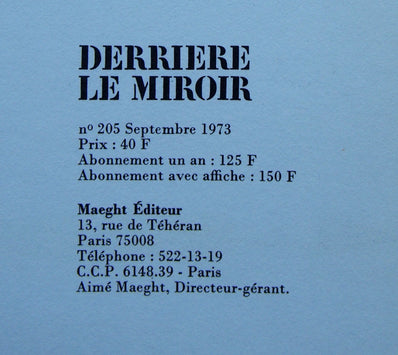 DERRIERE
LE MIROIR
nº 205 Septembre 1973
Prix : 40 F
Abonnement un an : 125 F
Abonnement avec affiche : 150 F
Maeght Éditeur
13, rue de Téhéran
Paris 75008
Téléphone : 522-13-19
C.C.P. 6148.39 - Paris
Aimé Maeght, Directeur-gérant.